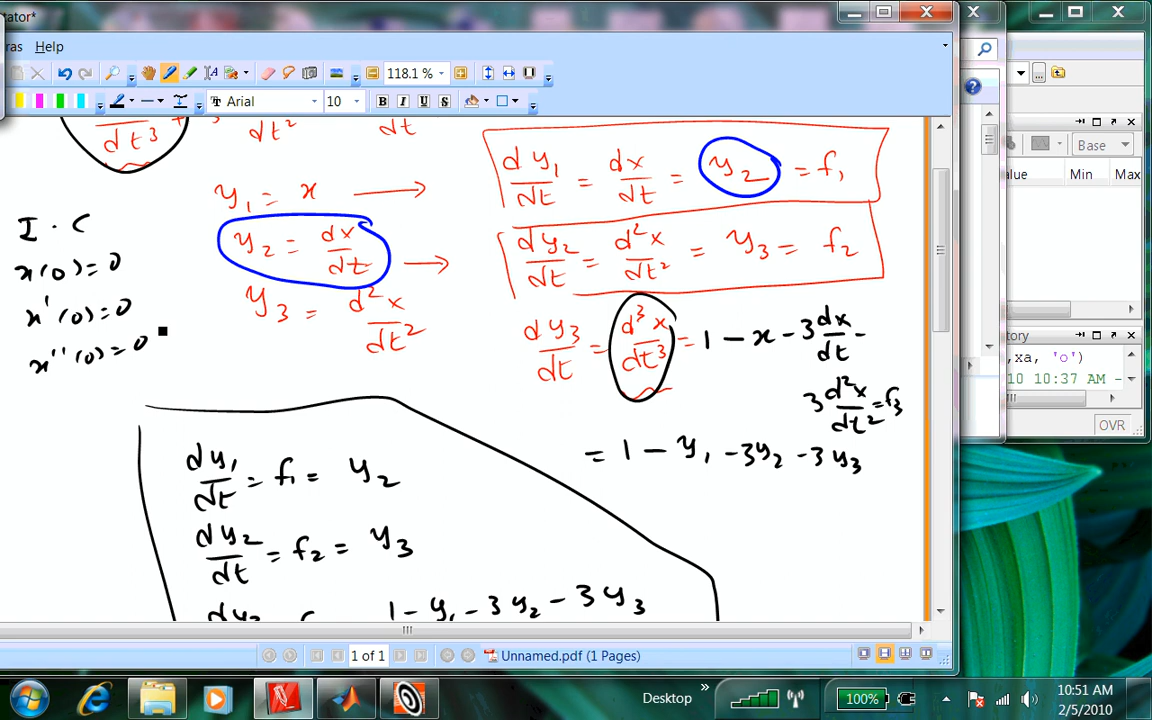 tator*
ras Help
118.1 %
Arial 10 B I U S
Base
alue Min Max
d t³ + 3 dt² dt
dy₁/dt = dx/dt = y₂ = f₁
y₁ = x →
I.C
y₂ = dx/dt →
dy₂/dt = d²x/dt² = y₃ = f₂
x(0)=0
x'(0)=0
y₃ = d²x/dt²
x''(0)=0
dy₃/dt = d³x/dt³ = 1 - x - 3 dx/dt -
3 d²x/dt² = f₃
= 1 - y₁ - 3y₂ - 3y₃
tory
,xa, 'o')
10 10:37 AM -
OVR
dy₁/dt = f₁ = y₂
dy₂/dt = f₂ = y₃
1 - y₁ - 3y₂ - 3y₃
1 of 1 Unnamed.pdf (1 Pages)
Desktop » 100% 10:51 AM
2/5/2010